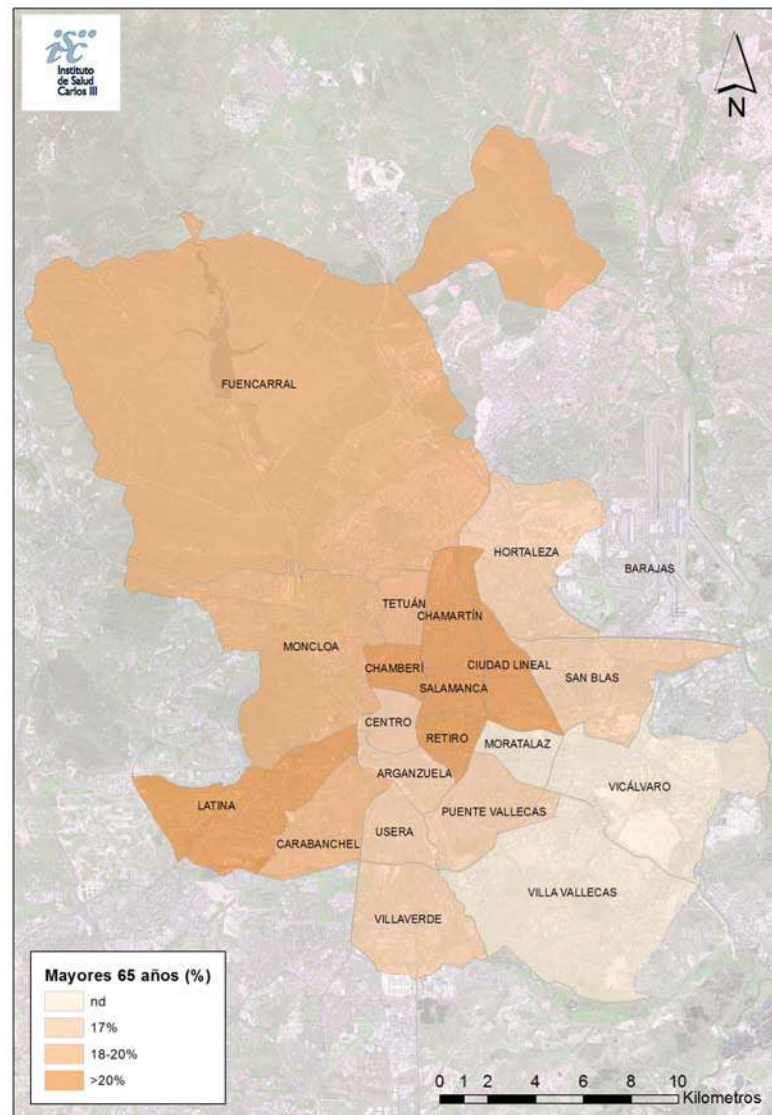 isc
Instituto
de Salud
Carlos III
N
FUENCARRAL
HORTALEZA
BARAJAS
TETUÁN
CHAMARTÍN
MONCLOA
CHAMBERÍ
CIUDAD LINEAL
SAN BLAS
SALAMANCA
CENTRO
RETIRO
MORATALAZ
ARGANZUELA
VICÁLVARO
LATINA
PUENTE VALLECAS
USERA
CARABANCHEL
VILLA VALLECAS
VILLAVERDE
Mayores 65 años (%)
nd
17%
18-20%
>20%
0 1 2 4 6 8 10
Kilometros